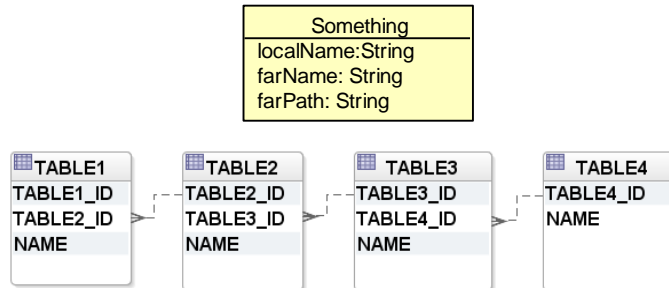 Something
localName:String
farName: String
farPath: String
TABLE1
TABLE1_ID
TABLE2_ID
NAME
TABLE2
TABLE2_ID
TABLE3_ID
NAME
TABLE3
TABLE3_ID
TABLE4_ID
NAME
TABLE4
TABLE4_ID
NAME